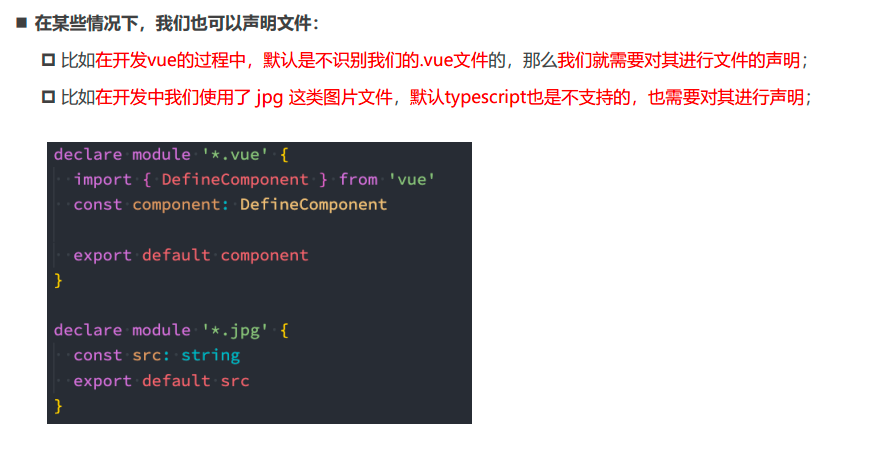 在某些情况下，我们也可以声明文件：
比如在开发vue的过程中，默认是不识别我们的.vue文件的，那么我们就需要对其进行文件的声明；
比如在开发中我们使用了 jpg 这类图片文件，默认typescript也是不支持的，也需要对其进行声明；
declare module '*.vue' {
  import { DefineComponent } from 'vue'
  const component: DefineComponent
  export default component
}
declare module '*.jpg' {
  const src: string
  export default src
}